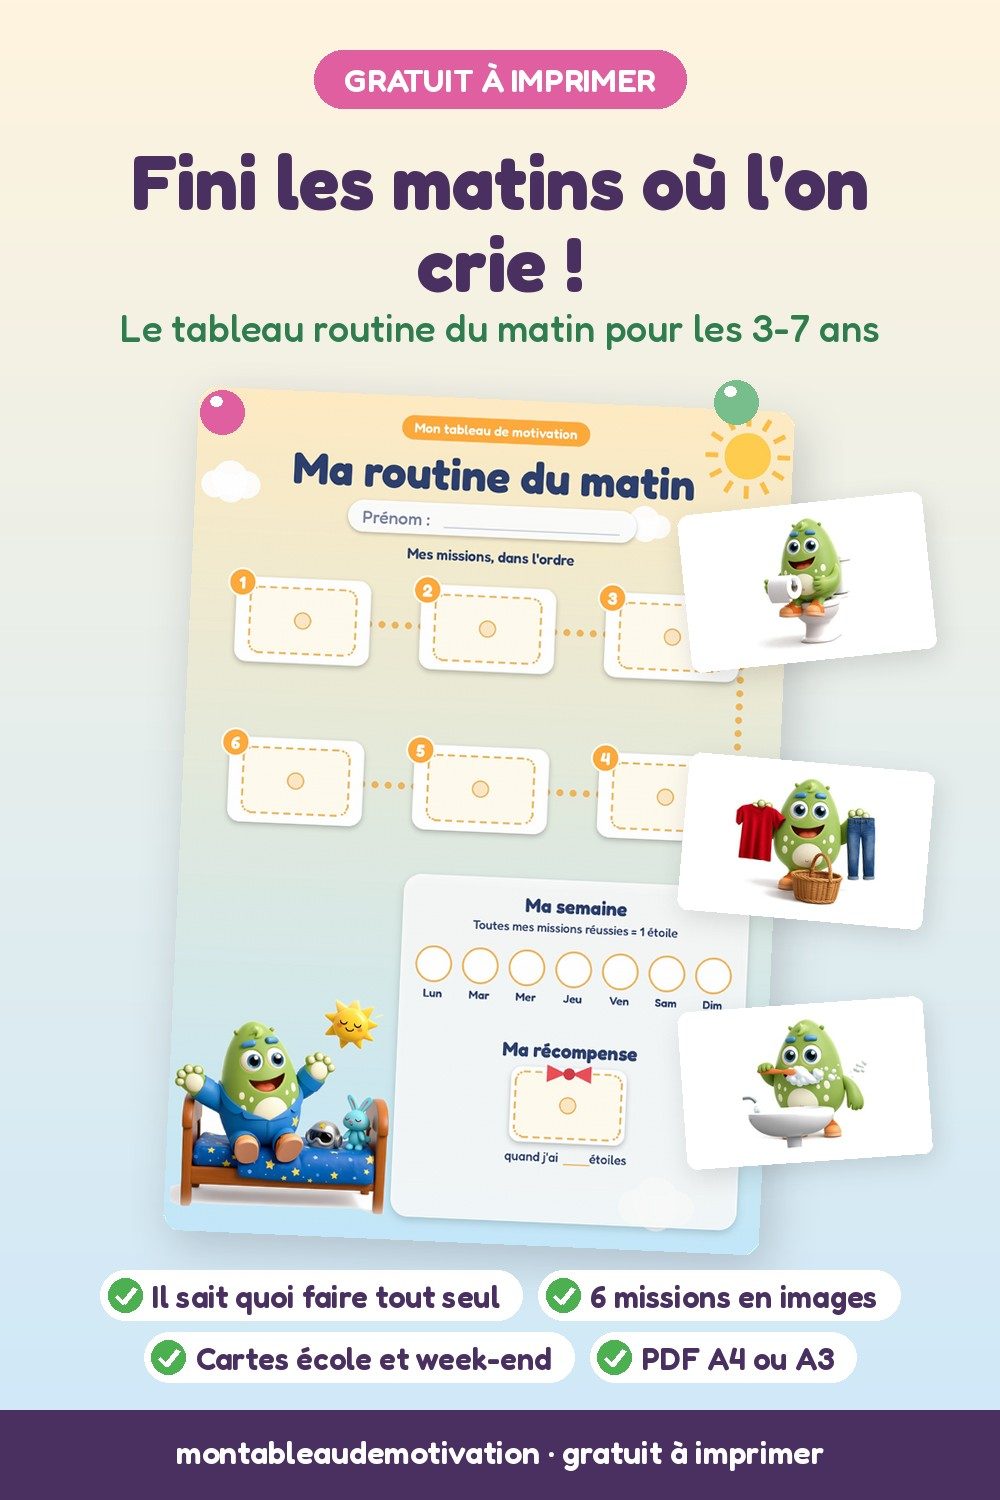 GRATUIT À IMPRIMER
Fini les matins où l'on
crie !
Le tableau routine du matin pour les 3-7 ans
Mon tableau de motivation
Ma routine du matin
Prénom :
Mes missions, dans l'ordre
1
2
3
6
5
4
Ma semaine
Toutes mes missions réussies = 1 étoile
Lun Mar Mer Jeu Ven Sam Dim
Ma récompense
quand j'ai ___ étoiles
Il sait quoi faire tout seul
6 missions en images
Cartes école et week-end
PDF A4 ou A3
montableaudemotivation · gratuit à imprimer